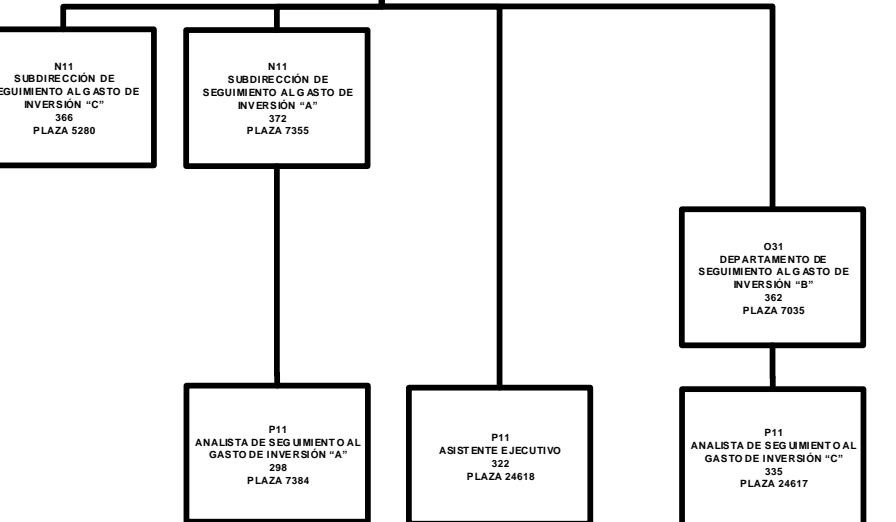 N11
SUBDIRECCIÓN DE
SEGUIMIENTO AL GASTO DE
INVERSIÓN “C”
366
PLAZA 5280
N11
SUBDIRECCIÓN DE
SEGUIMIENTO AL GASTO DE
INVERSIÓN “A”
372
PLAZA 7355
O31
DEPARTAMENTO DE
SEGUIMIENTO AL GASTO DE
INVERSIÓN “B”
362
PLAZA 7035
P11
ANALISTA DE SEGUIMIENTO AL
GASTO DE INVERSIÓN “A”
298
PLAZA 7384
P11
ASISTENTE EJECUTIVO
322
PLAZA 24618
P11
ANALISTA DE SEGUIMIENTO AL
GASTO DE INVERSIÓN “C”
335
PLAZA 24617